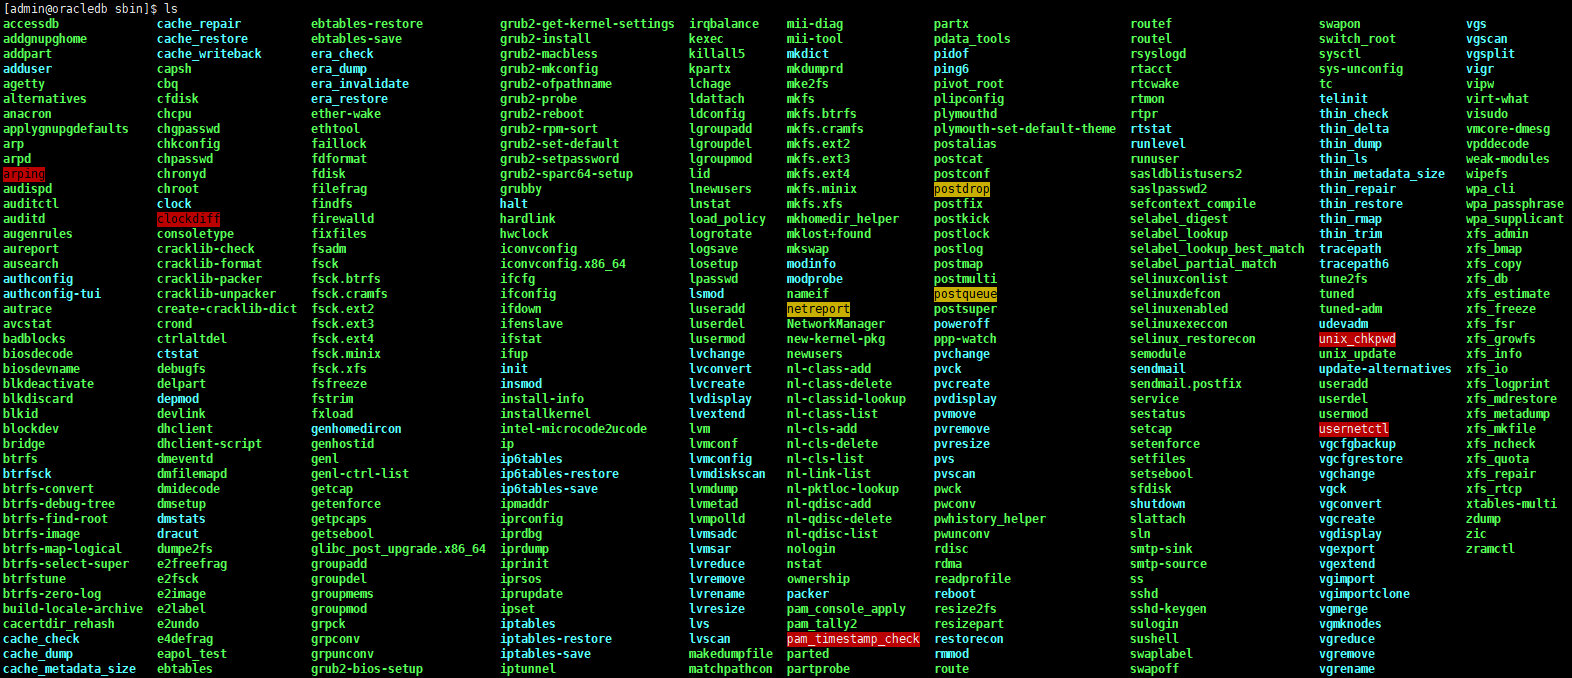 [admin@oracledb sbin]$ ls
accessdb cache_repair ebtables-restore grub2-get-kernel-settings irqbalance mii-diag partx routef swapon vgs
addgnupghome cache_restore ebtables-save grub2-install kexec mii-tool pdata_tools routel switch_root vgscan
addpart cache_writeback era_check grub2-macbless killall5 mkdict pidof rsyslogd sysctl vgsplit
adduser capsh era_dump grub2-mkconfig kpartx mkdumprd ping6 rtacct sys-unconfig vigr
agetty cbq era_invalidate grub2-ofpathname lchage mke2fs pivot_root rtcwake tc vipw
alternatives cfdisk era_restore grub2-probe ldattach mkfs plipconfig rtmon telinit virt-what
anacron chcpu ether-wake grub2-reboot ldconfig mkfs.btrfs plymouthd rtpr thin_check visudo
applygnupgdefaults chgpasswd ethtool grub2-rpm-sort lgroupadd mkfs.cramfs plymouth-set-default-theme rtstat thin_delta vmcore-dmesg
arp chkconfig faillock grub2-set-default lgroupdel mkfs.ext2 postalias runlevel thin_dump vpddecode
arpd chpasswd fdformat grub2-setpassword lgroupmod mkfs.ext3 postcat runuser thin_ls weak-modules
arping chronyd fdisk grub2-sparc64-setup lid mkfs.ext4 postconf sasldblistusers2 thin_metadata_size wipefs
audispd chroot filefrag grubby lnewusers mkfs.minix postdrop saslpasswd2 thin_repair wpa_cli
auditctl clock findfs halt lnstat mkfs.xfs postfix sefcontext_compile thin_restore wpa_passphrase
auditd clockdiff firewalld hardlink load_policy mkhomedir_helper postkick selabel_digest thin_rmap wpa_supplicant
augenrules consoletype fixfiles hwclock logrotate mklost+found postlock selabel_lookup thin_trim xfs_admin
aureport cracklib-check fsadm iconvconfig logsave mkswap postlog selabel_lookup_best_match tracepath xfs_bmap
ausearch cracklib-format fsck iconvconfig.x86_64 losetup modinfo postmap selabel_partial_match tracepath6 xfs_copy
authconfig cracklib-packer fsck.btrfs ifcfg lpasswd modprobe postmulti selinuxconlist tune2fs xfs_db
authconfig-tui cracklib-unpacker fsck.cramfs ifconfig lsmod nameif postqueue selinuxdefcon tuned xfs_estimate
autrace create-cracklib-dict fsck.ext2 ifdown luseradd netreport postsuper selinuxenabled tuned-adm xfs_freeze
avcstat crond fsck.ext3 ifenslave luserdel NetworkManager poweroff selinuxexeccon udevadm xfs_fsr
badblocks ctrlaltdel fsck.ext4 ifstat lusermod new-kernel-pkg ppp-watch selinux_restorecon unix_chkpwd xfs_growfs
biosdecode ctstat fsck.minix ifup lvchange newusers pvchange semodule unix_update xfs_info
biosdevname debugfs fsck.xfs init lvconvert nl-class-add pvck sendmail update-alternatives xfs_io
blkdeactivate delpart fsfreeze insmod lvcreate nl-class-delete pvcreate sendmail.postfix useradd xfs_logprint
blkdiscard depmod fstrim install-info lvdisplay nl-classid-lookup pvdisplay service userdel xfs_mdrestore
blkid devlink fxload installkernel lvextend nl-class-list pvmove sestatus usermod xfs_metadump
blockdev dhclient genhomedircon intel-microcode2ucode lvm nl-cls-add pvremove setcap usernetctl xfs_mkfile
bridge dhclient-script genhostid ip lvmconf nl-cls-delete pvresize setenforce vgcfgbackup xfs_ncheck
btrfs dmeventd genl ip6tables lvmconfig nl-cls-list pvs setfiles vgcfgrestore xfs_quota
btrfsck dmfilemapd genl-ctrl-list ip6tables-restore lvmdiskscan nl-link-list pvscan setsebool vgchange xfs_repair
btrfs-convert dmidecode getcap ip6tables-save lvmdump nl-pktloc-lookup pwck sfdisk vgck xfs_rtcp
btrfs-debug-tree dmsetup getenforce ipmaddr lvmetad nl-qdisc-add pwconv shutdown vgconvert xtables-multi
btrfs-find-root dmstats getpcaps iprconfig lvmpolld nl-qdisc-delete pwhistory_helper slattach vgcreate zdump
btrfs-image dracut getsebool iprdbg lvmsadc nl-qdisc-list pwunconv sln vgdisplay zic
btrfs-map-logical dumpe2fs glibc_post_upgrade.x86_64 iprdump lvmsar nologin rdisc smtp-sink vgexport zramctl
btrfs-select-super e2freefrag groupadd iprinit lvreduce nstat rdma smtp-source vgextend
btrfstune e2fsck groupdel iprsos lvremove ownership readprofile ss vgimport
btrfs-zero-log e2image groupmems iprupdate lvrename packer reboot sshd vgimportclone
build-locale-archive e2label groupmod ipset lvresize pam_console_apply resize2fs sshd-keygen vgmerge
cacertdir_rehash e2undo grpck iptables lvs pam_tally2 resizepart sulogin vgmknodes
cache_check e4defrag grpconv iptables-restore lvscan pam_timestamp_check restorecon sushell vgreduce
cache_dump eapol_test grpunconv iptables-save makedumpfile parted rmmod swaplabel vgremove
cache_metadata_size ebtables grub2-bios-setup iptunnel matchpathcon partprobe route swapoff vgrename